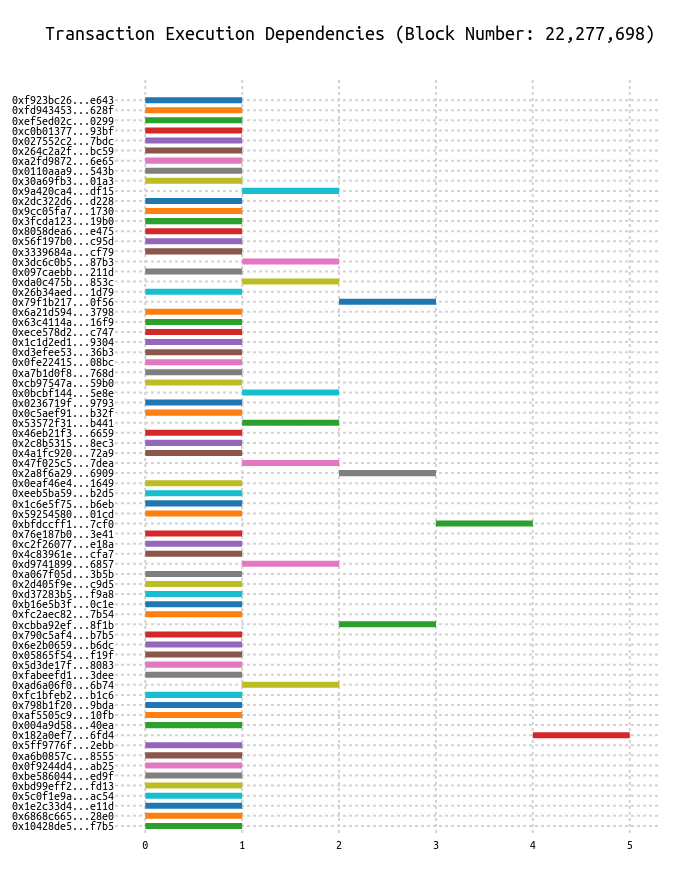 Transaction Execution Dependencies (Block Number: 22,277,698)
0xf923bc26...e643
0xfd943453...628f
0xef5ed02c...0299
0xc0b01377...93bf
0x027552c2...7bdc
0x264c2a2f...bc59
0xa2fd9872...6e65
0x0110aaa9...543b
0x30a69fb3...01a3
0x9a420ca4...df15
0x2dc322d6...d228
0x9cc05fa7...1730
0x3fcda123...19b0
0x8058dea6...e475
0x56f197b0...c95d
0x3339684a...cf79
0x3dc6c0b5...87b3
0x097caebb...211d
0xda0c475b...853c
0x26b34aed...1d79
0x79f1b217...0f56
0x6a21d594...3798
0x63c4114a...16f9
0xece578d2...c747
0x1c1d2ed1...9304
0xd3efee53...36b3
0x0fe22415...08bc
0xa7b1d0f8...768d
0xcb97547a...59b0
0x0bcbf144...5e8e
0x0236719f...9793
0x0c5aef91...b32f
0x53572f31...b441
0x46eb21f3...6659
0x2c8b5315...8ec3
0x4a1fc920...72a9
0x47f025c5...7dea
0x2a8f6a29...6909
0x0eaf46e4...1649
0xeeb5ba59...b2d5
0x1c6e5f75...b6eb
0x59254580...01cd
0xbfdccff1...7cf0
0x76e187b0...3e41
0xc2f26077...e18a
0x4c83961e...cfa7
0xd9741899...6857
0xa067f05d...3b5b
0x2d405f9e...c9d5
0xd37283b5...f9a8
0xb16e5b3f...0c1e
0xfc2aec82...7b54
0xcbba92ef...8f1b
0x790c5af4...b7b5
0x6e2b0659...b6dc
0x05865f54...f19f
0x5d3de17f...8083
0xfabeefd1...3dee
0xad6a06f0...6b74
0xfc1bfeb2...b1c6
0x798b1f20...9bda
0xaf5505c9...10fb
0x004a9d58...40ea
0x182a0ef7...6fd4
0x5ff9776f...2ebb
0xa6b0857c...8555
0x0f9244d4...ab25
0xbe586044...ed9f
0xbd99eff2...fd13
0x5c0f1e9a...ac54
0x1e2c33d4...e11d
0x6868c665...28e0
0x10428de5...f7b5
0 1 2 3 4 5